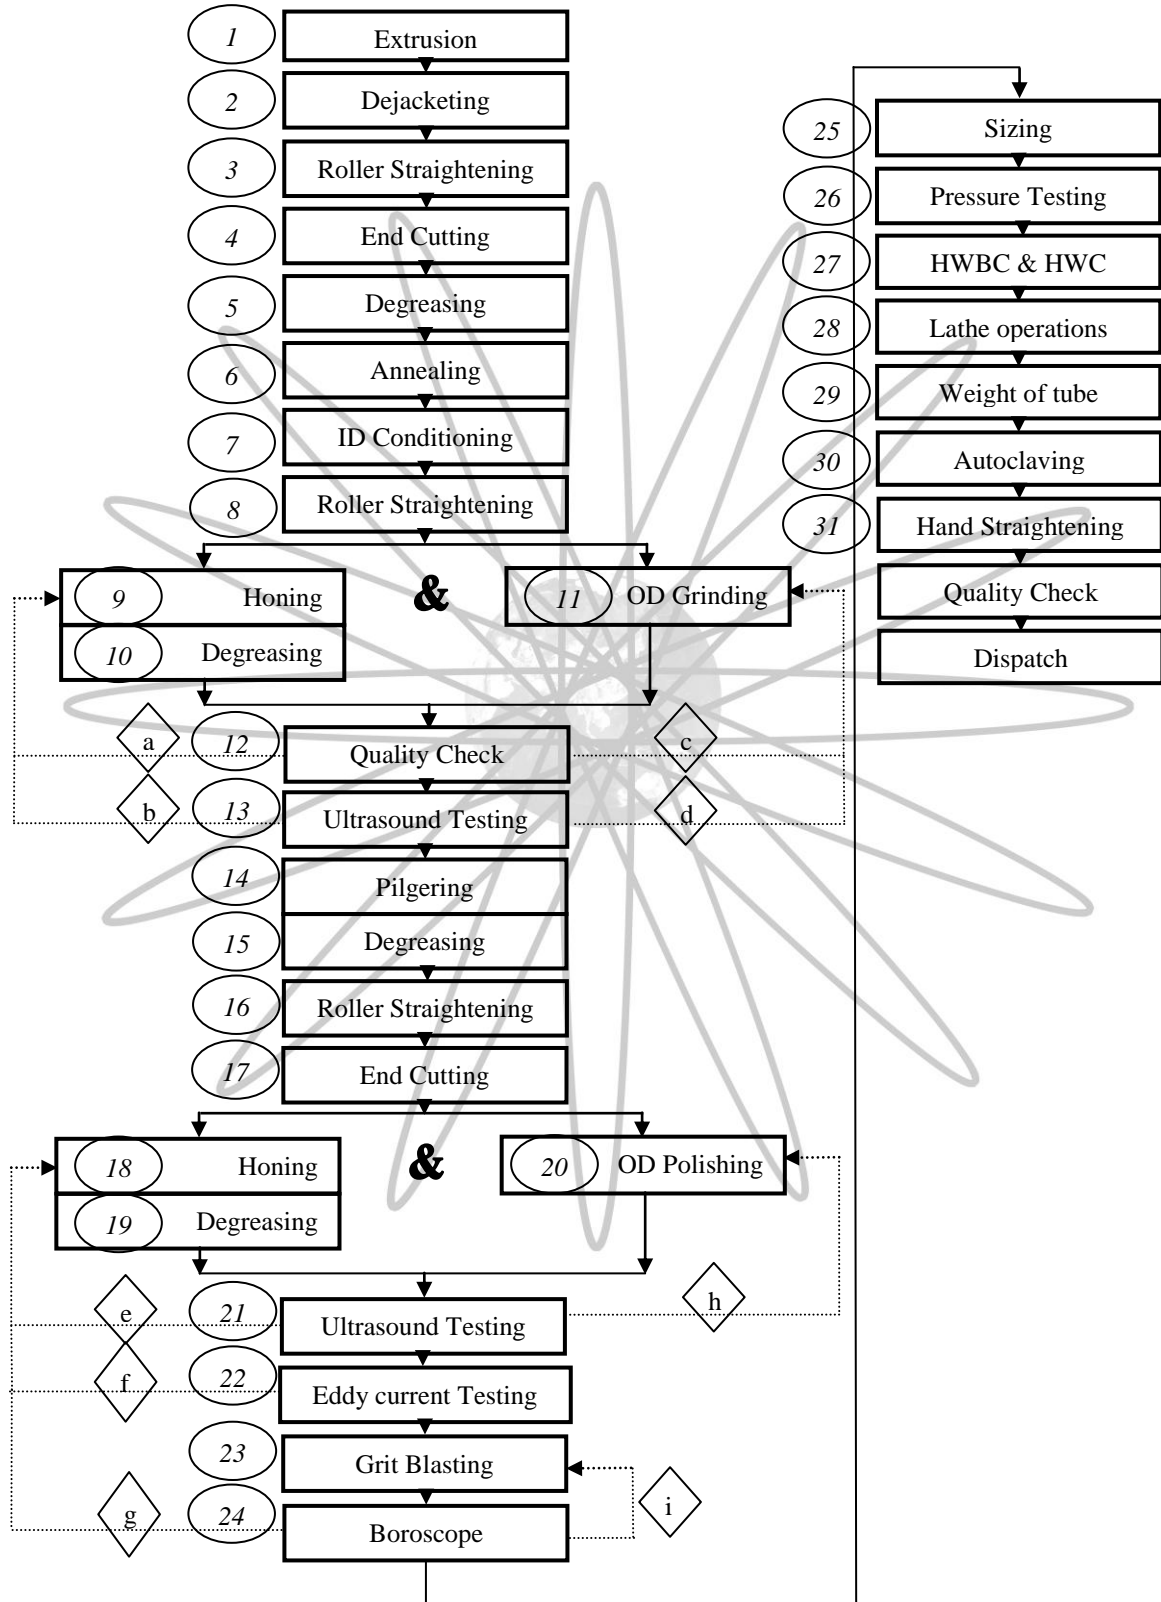 1 Extrusion
2 Dejacketing
3 Roller Straightening
4 End Cutting
5 Degreasing
6 Annealing
7 ID Conditioning
8 Roller Straightening
9 Honing
&
11 OD Grinding
10 Degreasing
a 12 Quality Check c
b 13 Ultrasound Testing d
14 Pilgering
15 Degreasing
16 Roller Straightening
17 End Cutting
18 Honing
&
20 OD Polishing
19 Degreasing
e 21 Ultrasound Testing h
f 22 Eddy current Testing
23 Grit Blasting
g 24 Boroscope i
25 Sizing
26 Pressure Testing
27 HWBC & HWC
28 Lathe operations
29 Weight of tube
30 Autoclaving
31 Hand Straightening
Quality Check
Dispatch